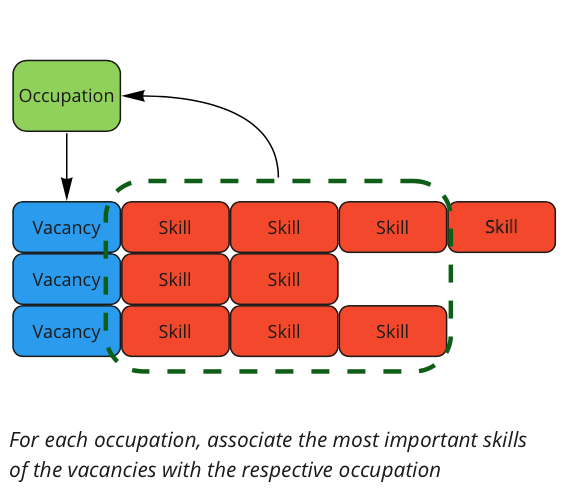 Occupation
Vacancy Skill Skill Skill Skill
Vacancy Skill Skill
Vacancy Skill Skill Skill
For each occupation, associate the most important skills
of the vacancies with the respective occupation